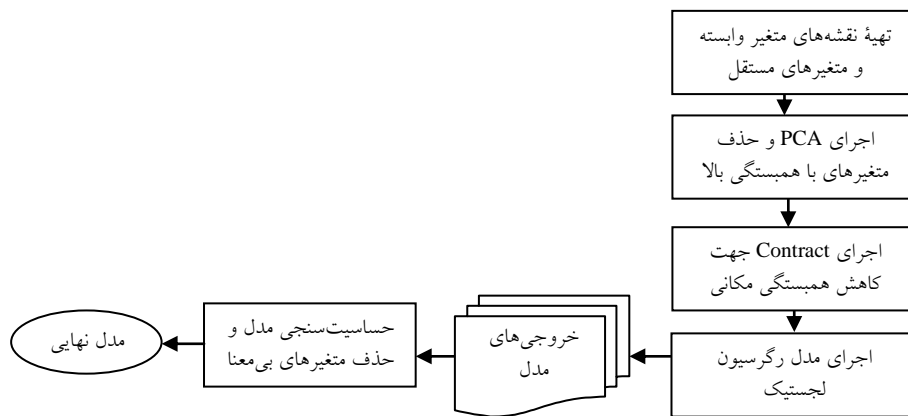 تهیهٔ نقشه‌های متغیر وابسته
و متغیرهای مستقل
اجرای PCA و حذف
متغیرهای با همبستگی بالا
اجرای Contract جهت
کاهش همبستگی مکانی
اجرای مدل رگرسیون
لجستیک
خروجی‌های
مدل
حساسیت‌سنجی مدل و
حذف متغیرهای بی‌معنا
مدل نهایی